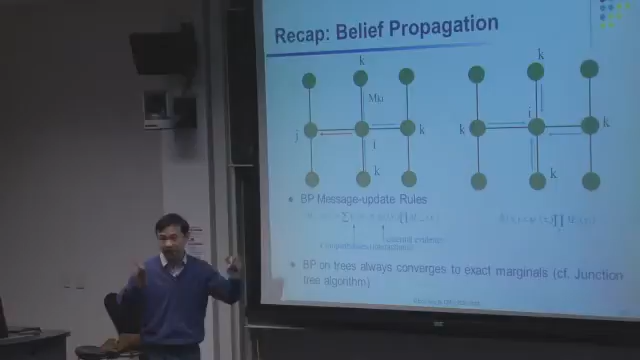 Recap: Belief Propagation
k
k
Mki
i
j
k
k
k
i
k
k
BP Message-update Rules
external evidence
Compatibilities (interactions)
BP on trees always converges to exact marginals (cf. Junction
tree algorithm)